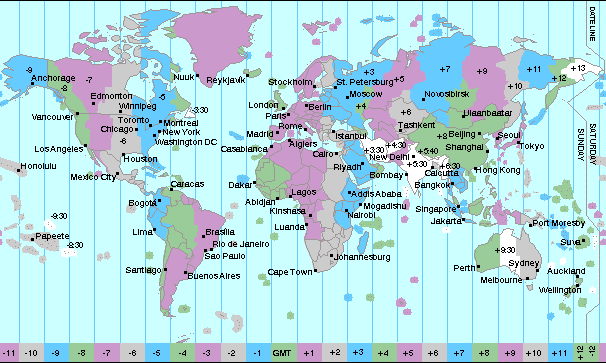 DATE LINE
SATURDAY
SUNDAY
-9
Anchorage
-8
-7
Edmonton
Winnipeg
Vancouver
Toronto
Chicago
-5
Montreal
New York
Washington DC
-3:30
Los Angeles
-6
Houston
Honolulu
Mexico City
Caracas
Bogotá
Lima
-9:30
Papeete
-9:30
Brasília
Rio de Janeiro
Sao Paulo
Santiago
Buenos Aires
Nuuk
Reykjavik
Stockholm
St. Petersburg
+3
Moscow
+4
London
Berlin
Paris
Rome
Madrid
Algiers
Casablanca
Istanbul
Cairo
Riyadh
Dakar
Abidjan
Lagos
Kinshasa
Luanda
Addis Ababa
Mogadishu
Nairobi
Johannesburg
Cape Town
+5
+6
+7
Novosibirsk
+9
+10
+11
+12
+13
Tashkent
+3:30
+4:30
New Delhi
+5:40
+5:30
+6:30
Bombay
Calcutta
Bangkok
Ulaanbaatar
+8
Beijing
Shanghai
Seoul
Tokyo
Hong Kong
Singapore
Jakarta
Port Moresby
+9:30
Perth
Sydney
Melbourne
Suva
Auckland
Wellington
-11 -10 -9 -8 -7 -6 -5 -4 -3 -2 -1 GMT +1 +2 +3 +4 +5 +6 +7 +8 +9 +10 +11 +12 -12